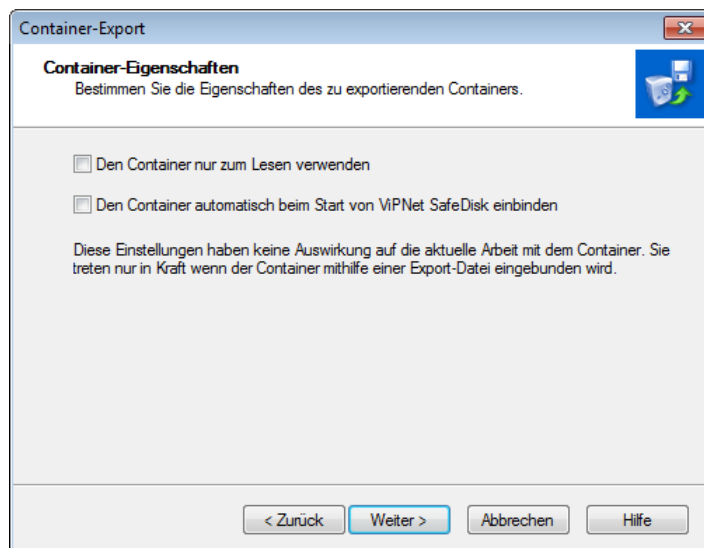 Container-Export
Container-Eigenschaften
Bestimmen Sie die Eigenschaften des zu exportierenden Containers.
Den Container nur zum Lesen verwenden
Den Container automatisch beim Start von ViPNet SafeDisk einbinden
Diese Einstellungen haben keine Auswirkung auf die aktuelle Arbeit mit dem Container. Sie
treten nur in Kraft wenn der Container mithilfe einer Export-Datei eingebunden wird.
< Zurück Weiter > Abbrechen Hilfe